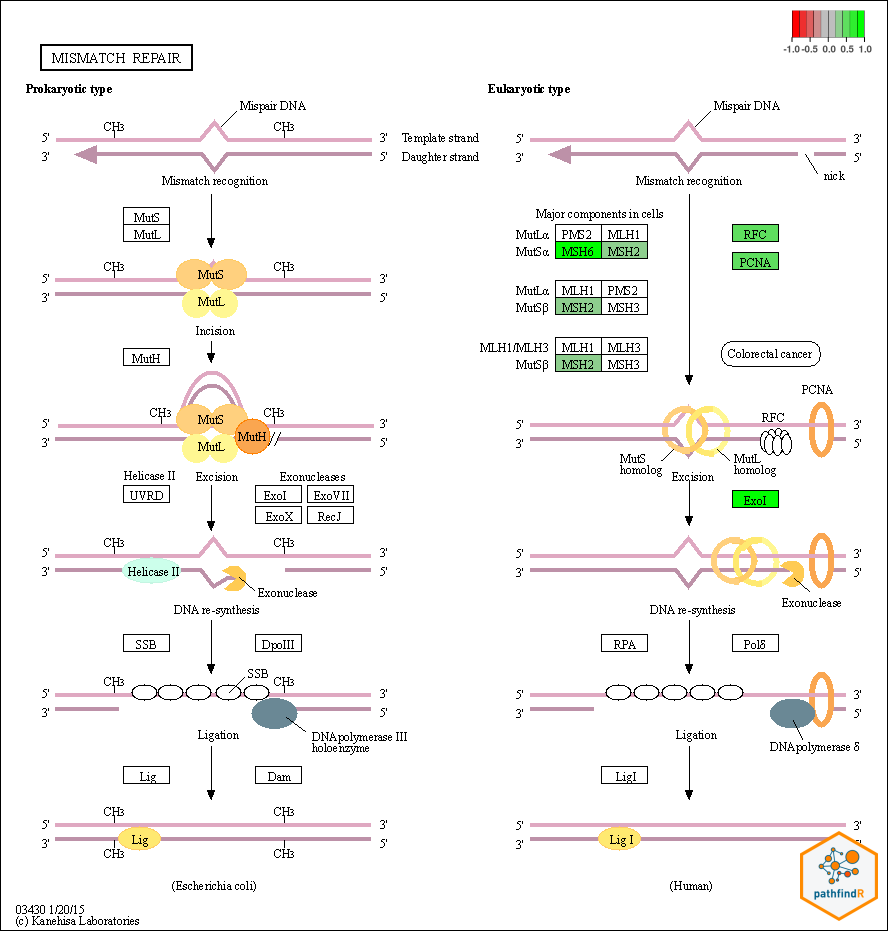 -1.0 -0.5 0.0 0.5 1.0
MISMATCH REPAIR
Prokaryotic type
Mispair DNA
CH3
CH3
5'
3'
Template strand
3'
5'
Daughter strand
Mismatch recognition
MutS
MutL
CH3
CH3
5'
3'
MutS
3'
5'
MutL
Incision
MutH
CH3
CH3
5'
3'
MutS
3'
5'
MutH
MutL
Helicase II
Excision
Exonucleases
UVRD
ExoI
ExoVII
ExoX
RecJ
CH3
CH3
5'
3'
3'
5'
Helicase II
Exonuclease
DNA re-synthesis
SSB
DpoIII
SSB
CH3
CH3
5'
3'
3'
5'
DNA polymerase III
holoenzyme
Ligation
Lig
Dam
CH3
CH3
5'
3'
3'
5'
Lig
CH3
CH3
(Escherichia coli)
Eukaryotic type
Mispair DNA
5'
3'
3'
5'
nick
Mismatch recognition
Major components in cells
MutLα PMS2 MLH1
MutSα MSH6 MSH2
RFC
PCNA
MutLα MLH1 PMS2
MutSβ MSH2 MSH3
MLH1/MLH3 MLH1 MLH3
MutSβ MSH2 MSH3
Colorectal cancer
PCNA
RFC
5'
3'
3'
5'
MutS
homolog
MutL
homolog
Excision
ExoI
5'
3'
3'
5'
Exonuclease
DNA re-synthesis
RPA
Polδ
5'
3'
3'
5'
DNA polymerase δ
Ligation
LigI
5'
3'
3'
5'
Lig I
(Human)
03430 1/20/15
(c) Kanehisa Laboratories
pathfindR